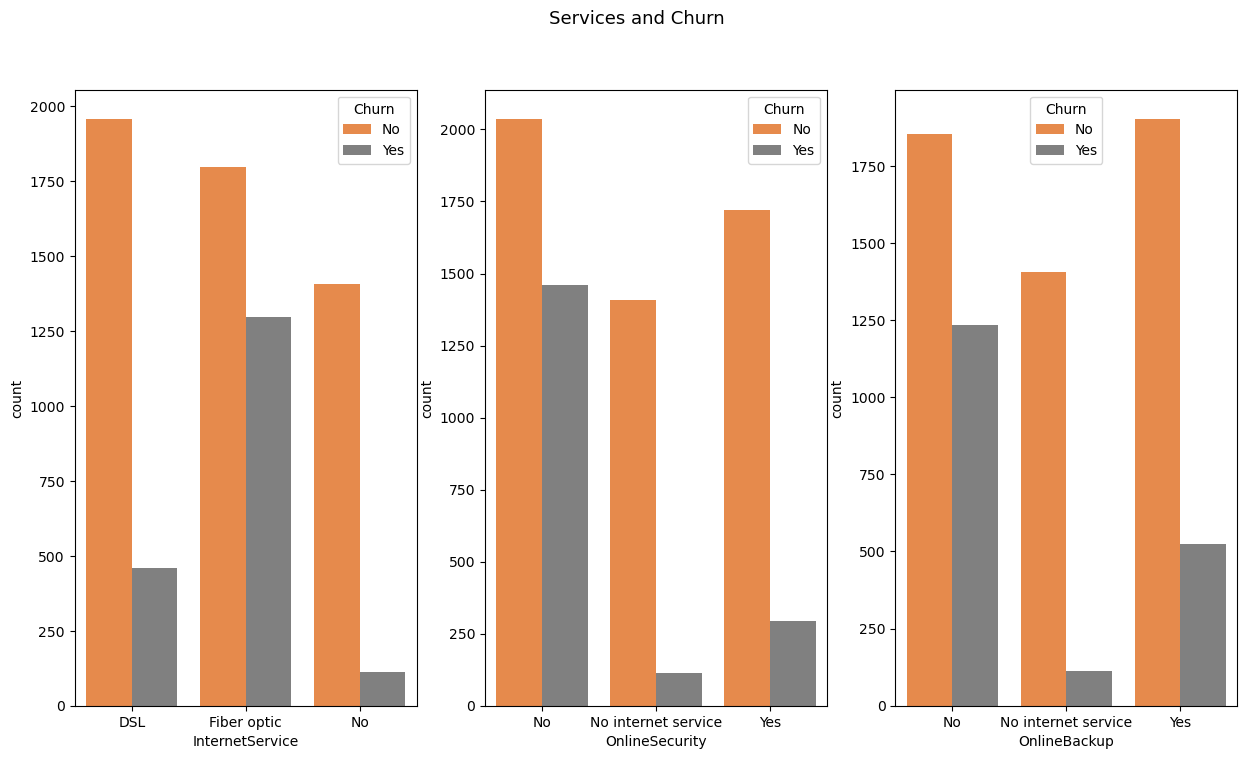 Services and Churn
2000
1750
1500
1250
1000
750
500
250
0
count
Churn
No
Yes
DSL
Fiber optic
No
InternetService
2000
1750
1500
1250
1000
750
500
250
0
count
Churn
No
Yes
No
No internet service
Yes
OnlineSecurity
1750
1500
1250
1000
750
500
250
0
count
Churn
No
Yes
No
No internet service
Yes
OnlineBackup